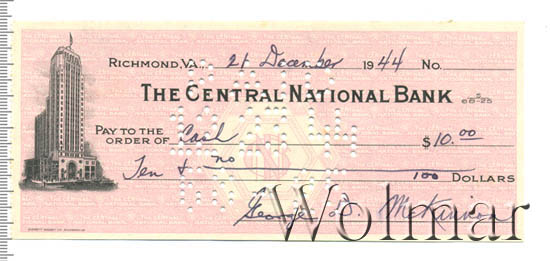 RICHMOND, VA., 21 December 1944 No.
THE CENTRAL NATIONAL BANK 68-25
PAY TO THE
ORDER OF Cash $10.00
Ten & no
100 DOLLARS
George
Wolmar